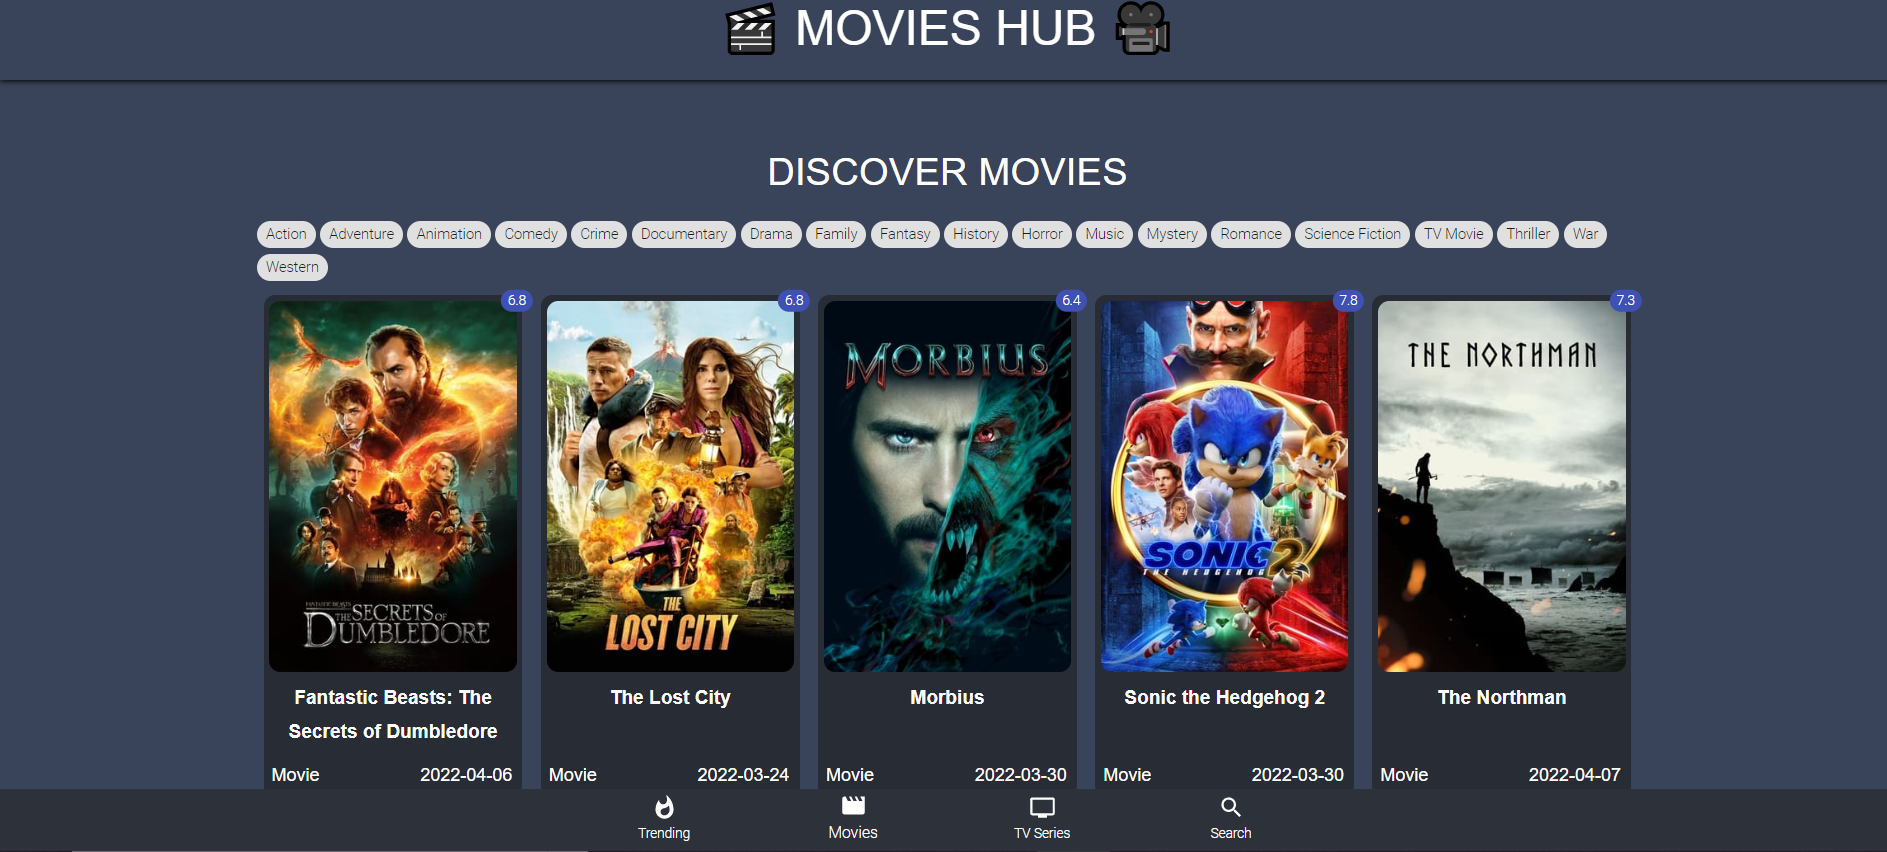 MOVIES HUB
DISCOVER MOVIES
Action Adventure Animation Comedy Crime Documentary Drama Family Fantasy History Horror Music Mystery Romance Science Fiction TV Movie Thriller War
Western
6.8 6.8 6.4 7.8 7.3
FANTASTIC BEASTS
THE SECRETS OF
DUMBLEDORE
THE
LOST CITY
MORBIUS
SONIC 2
THE HEDGEHOG
THE NORTHMAN
Fantastic Beasts: The
Secrets of Dumbledore
The Lost City
Morbius
Sonic the Hedgehog 2
The Northman
Movie 2022-04-06
Movie 2022-03-24
Movie 2022-03-30
Movie 2022-03-30
Movie 2022-04-07
Trending Movies TV Series Search